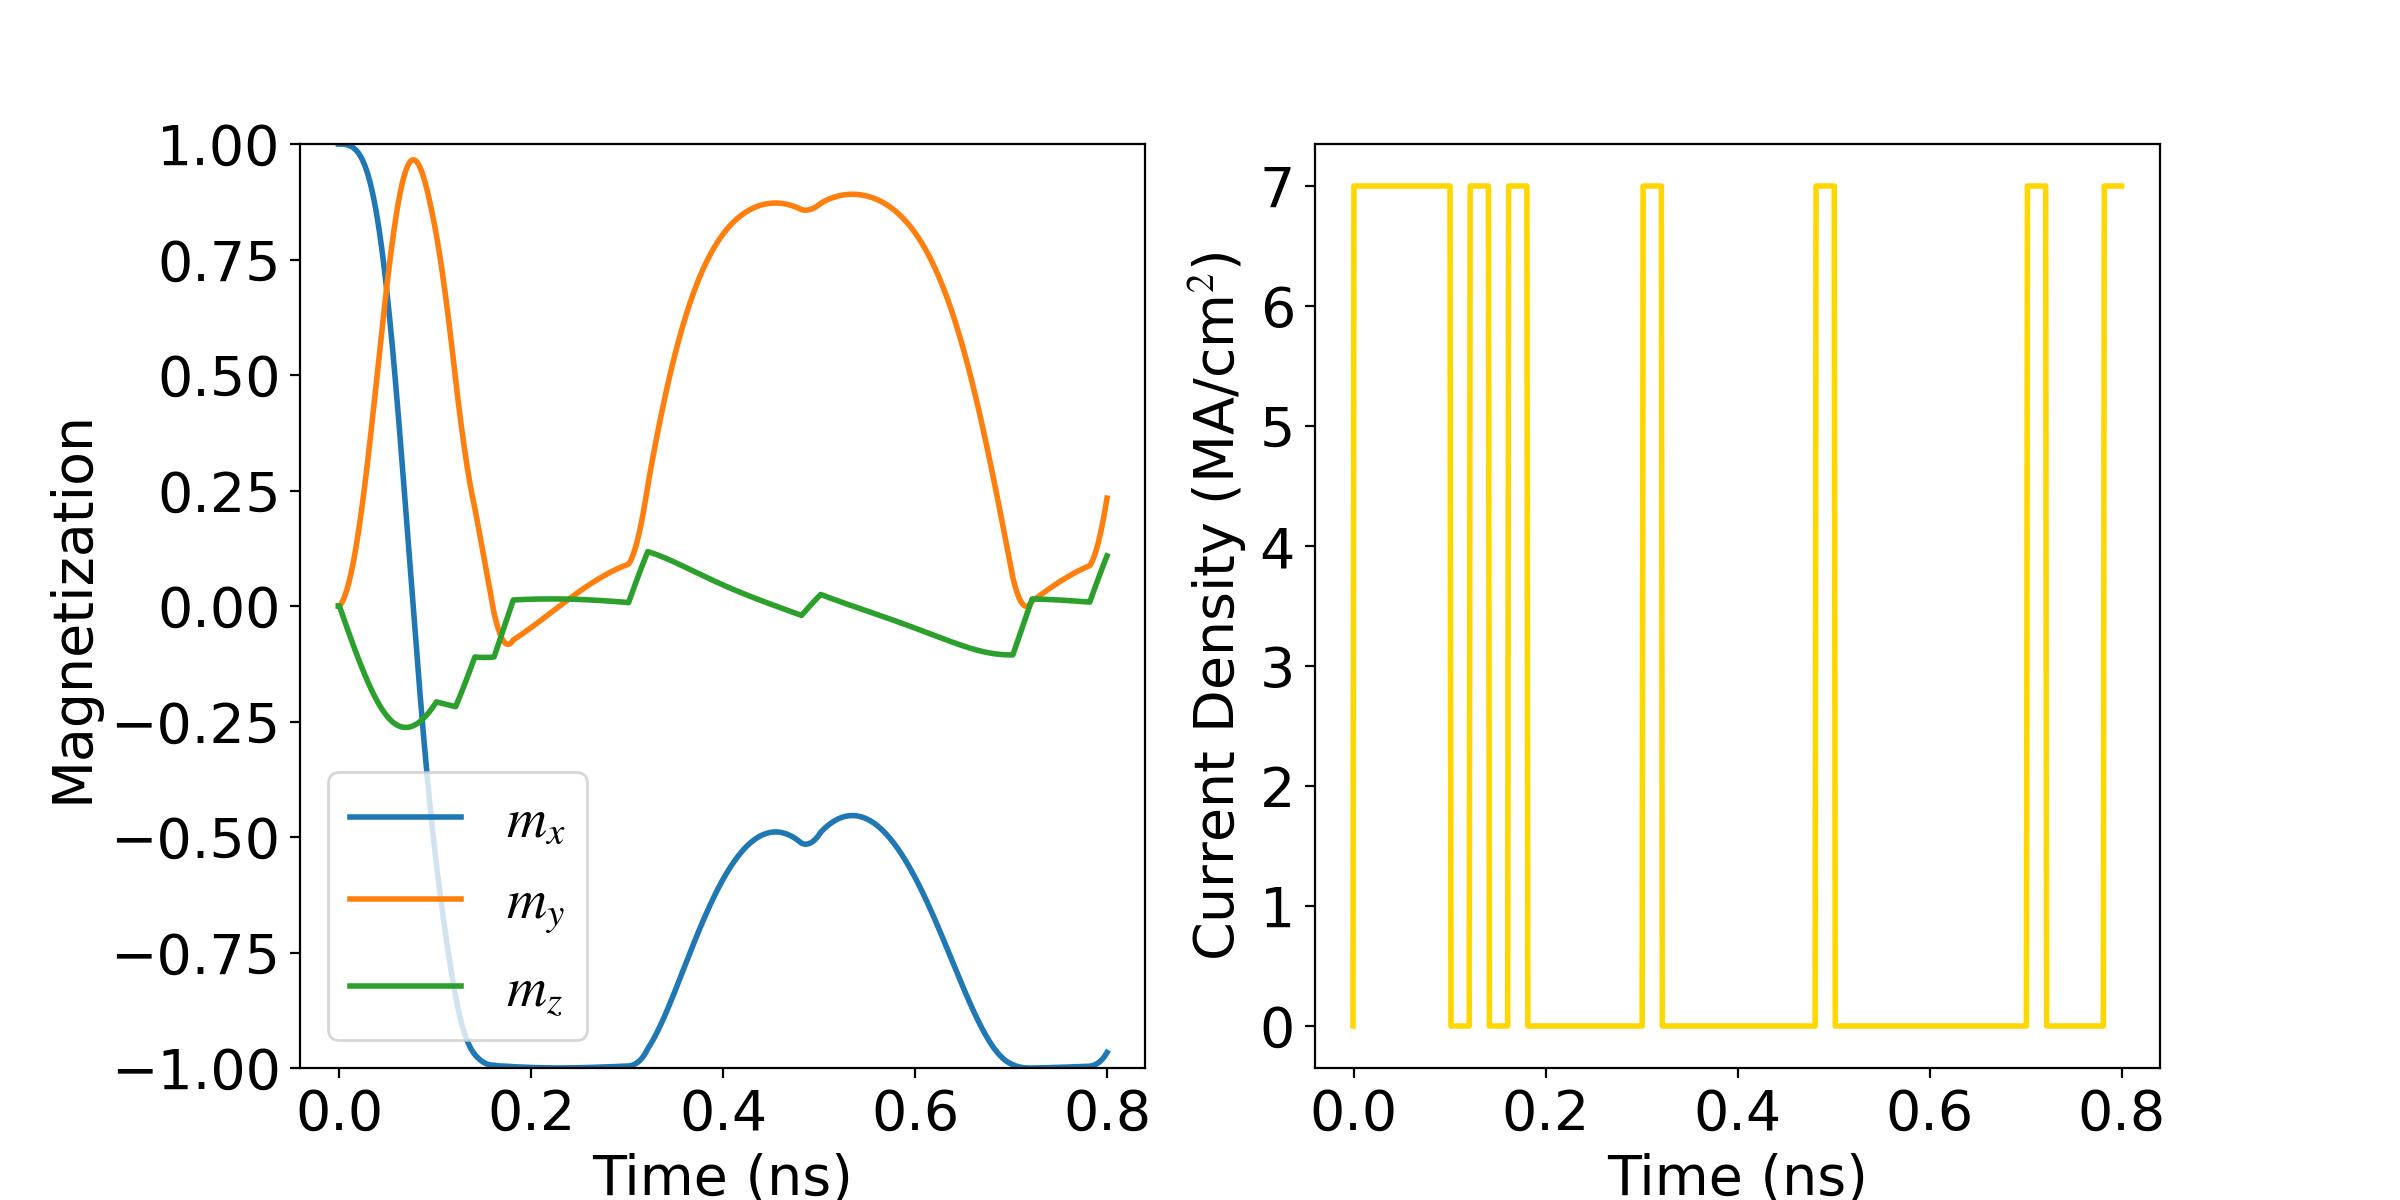 Magnetization
1.00
0.75
0.50
0.25
0.00
−0.25
−0.50
−0.75
−1.00
m_x
m_y
m_z
0.0 0.2 0.4 0.6 0.8
Time (ns)
Current Density (MA/cm²)
7
6
5
4
3
2
1
0
0.0 0.2 0.4 0.6 0.8
Time (ns)